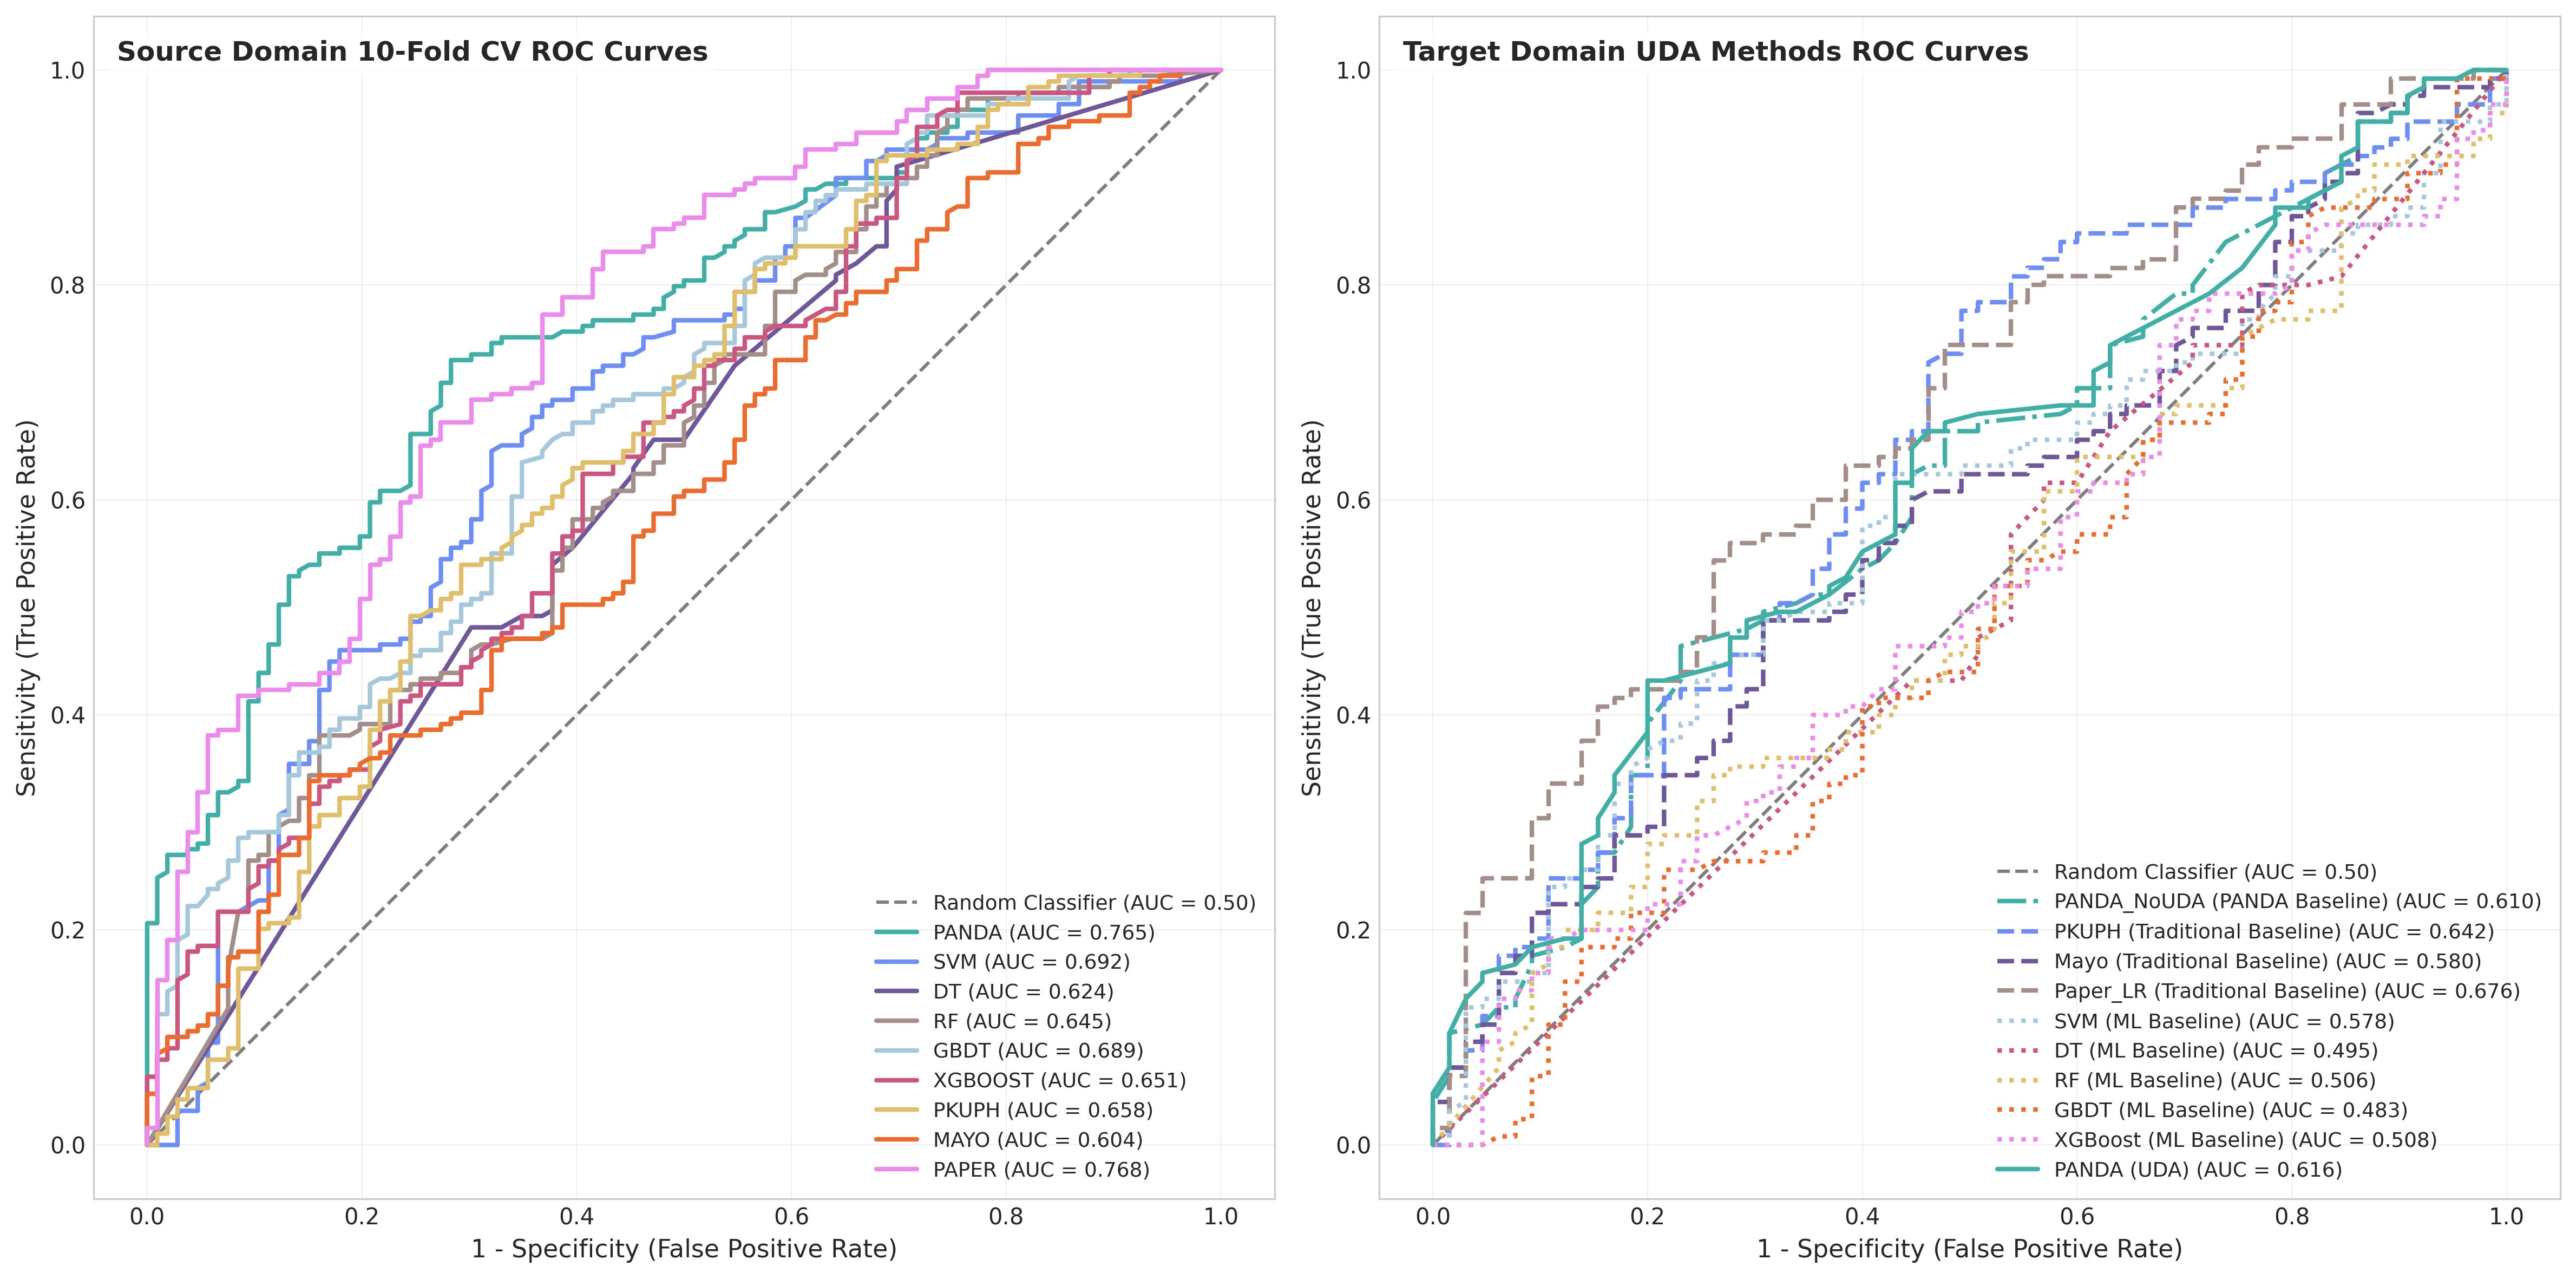 Source Domain 10-Fold CV ROC Curves
Sensitivity (True Positive Rate)
1.0
0.8
0.6
0.4
0.2
0.0
Random Classifier (AUC = 0.50)
PANDA (AUC = 0.765)
SVM (AUC = 0.692)
DT (AUC = 0.624)
RF (AUC = 0.645)
GBDT (AUC = 0.689)
XGBOOST (AUC = 0.651)
PKUPH (AUC = 0.658)
MAYO (AUC = 0.604)
PAPER (AUC = 0.768)
0.0 0.2 0.4 0.6 0.8 1.0
1 - Specificity (False Positive Rate)
Target Domain UDA Methods ROC Curves
Sensitivity (True Positive Rate)
1.0
0.8
0.6
0.4
0.2
0.0
Random Classifier (AUC = 0.50)
PANDA_NoUDA (PANDA Baseline) (AUC = 0.610)
PKUPH (Traditional Baseline) (AUC = 0.642)
Mayo (Traditional Baseline) (AUC = 0.580)
Paper_LR (Traditional Baseline) (AUC = 0.676)
SVM (ML Baseline) (AUC = 0.578)
DT (ML Baseline) (AUC = 0.495)
RF (ML Baseline) (AUC = 0.506)
GBDT (ML Baseline) (AUC = 0.483)
XGBoost (ML Baseline) (AUC = 0.508)
PANDA (UDA) (AUC = 0.616)
0.0 0.2 0.4 0.6 0.8 1.0
1 - Specificity (False Positive Rate)